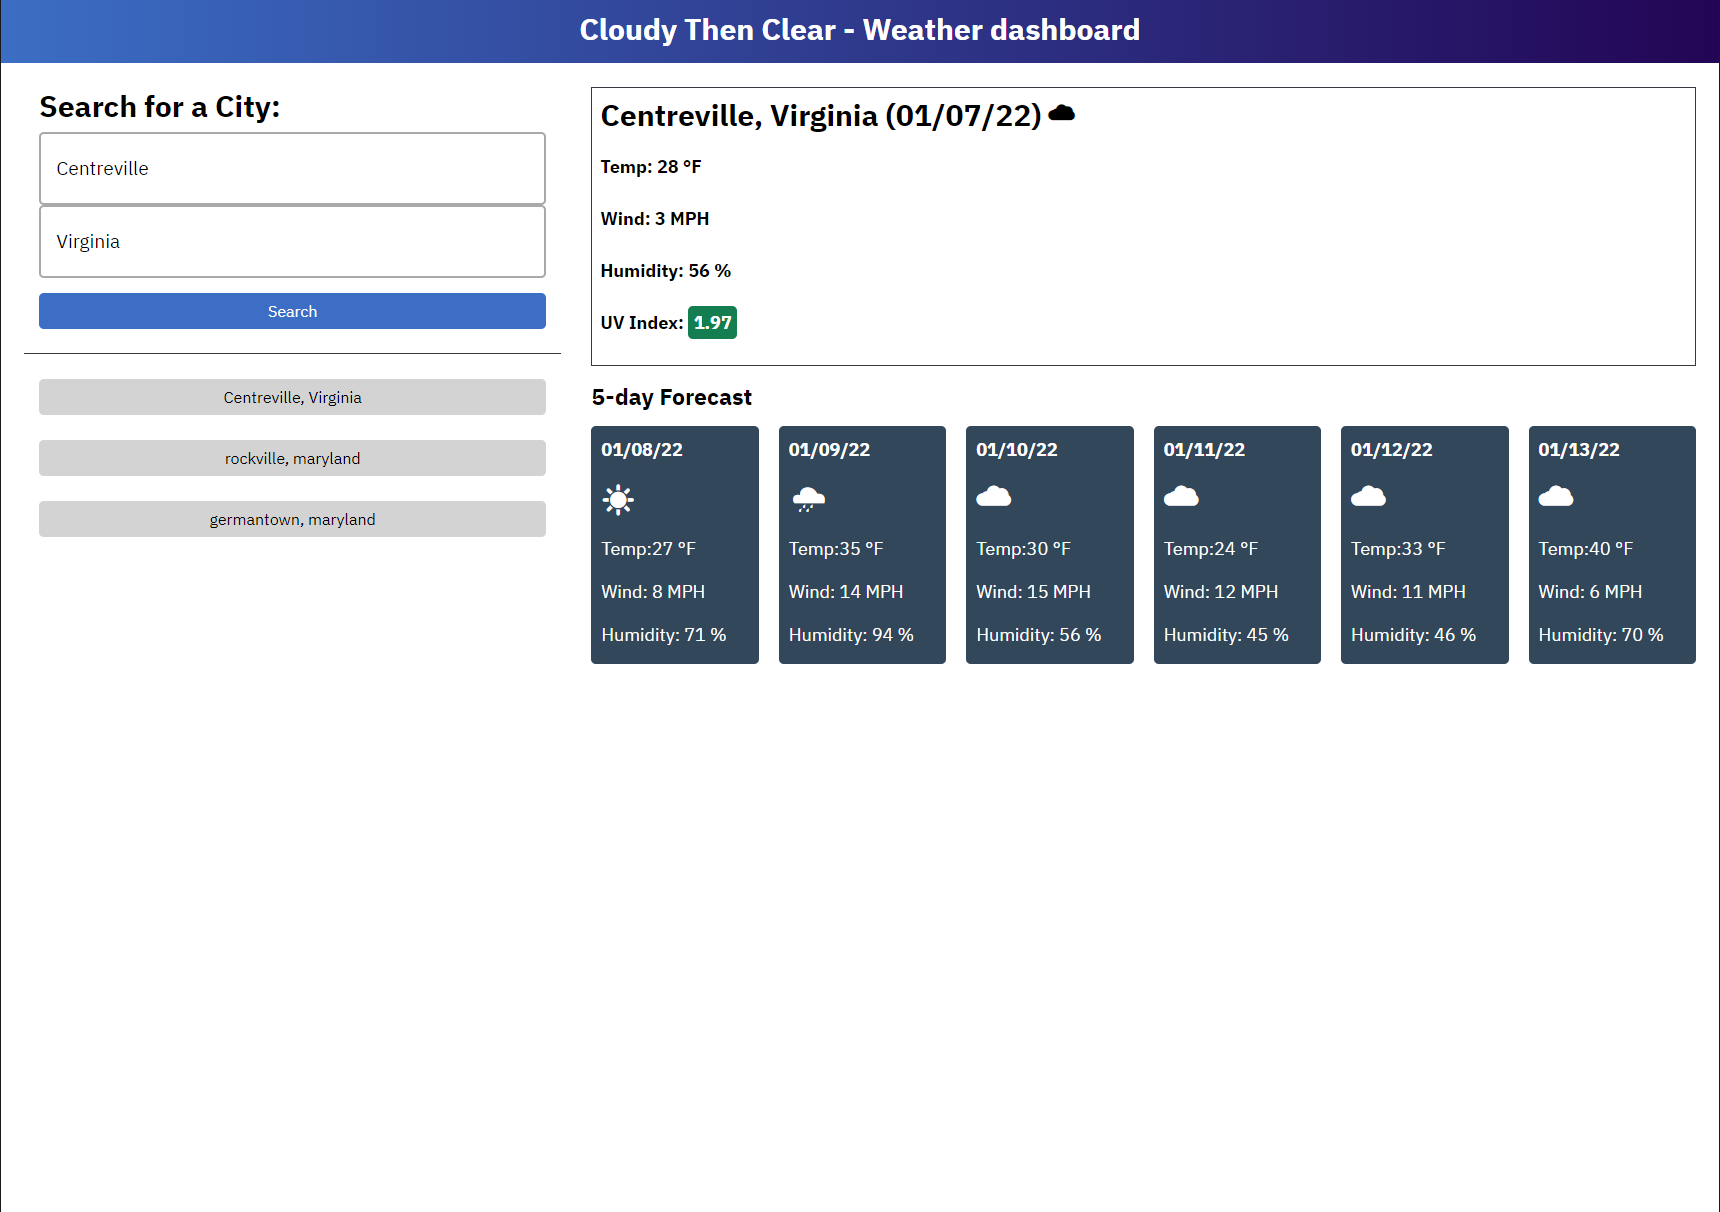 Cloudy Then Clear - Weather dashboard
Search for a City:
Centreville
Virginia
Search
Centreville, Virginia
rockville, maryland
germantown, maryland
Centreville, Virginia (01/07/22)
Temp: 28 °F
Wind: 3 MPH
Humidity: 56 %
UV Index: 1.97
5-day Forecast
01/08/22
Temp:27 °F
Wind: 8 MPH
Humidity: 71 %
01/09/22
Temp:35 °F
Wind: 14 MPH
Humidity: 94 %
01/10/22
Temp:30 °F
Wind: 15 MPH
Humidity: 56 %
01/11/22
Temp:24 °F
Wind: 12 MPH
Humidity: 45 %
01/12/22
Temp:33 °F
Wind: 11 MPH
Humidity: 46 %
01/13/22
Temp:40 °F
Wind: 6 MPH
Humidity: 70 %